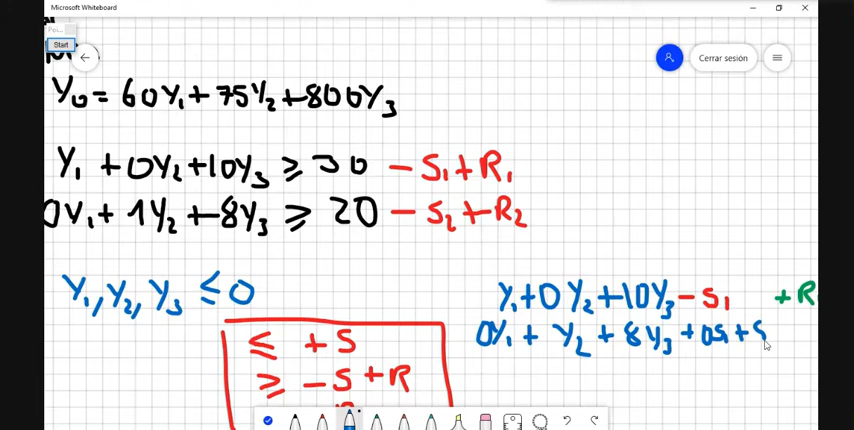 Microsoft Whiteboard
Start
Cerrar sesión
Y0 = 60Y1 + 75Y2 + 800Y3
Y1 + 0Y2 + 10Y3 ≥ 30 - S1 + R1
0Y1 + 1Y2 + 8Y3 ≥ 20 - S2 + R2
Y1, Y2, Y3 ≤ 0
Y1 + 0Y2 + 10Y3 - S1 + R
0Y1 + Y2 + 8Y3 + 0S1 + S
≤ + S
≥ - S + R